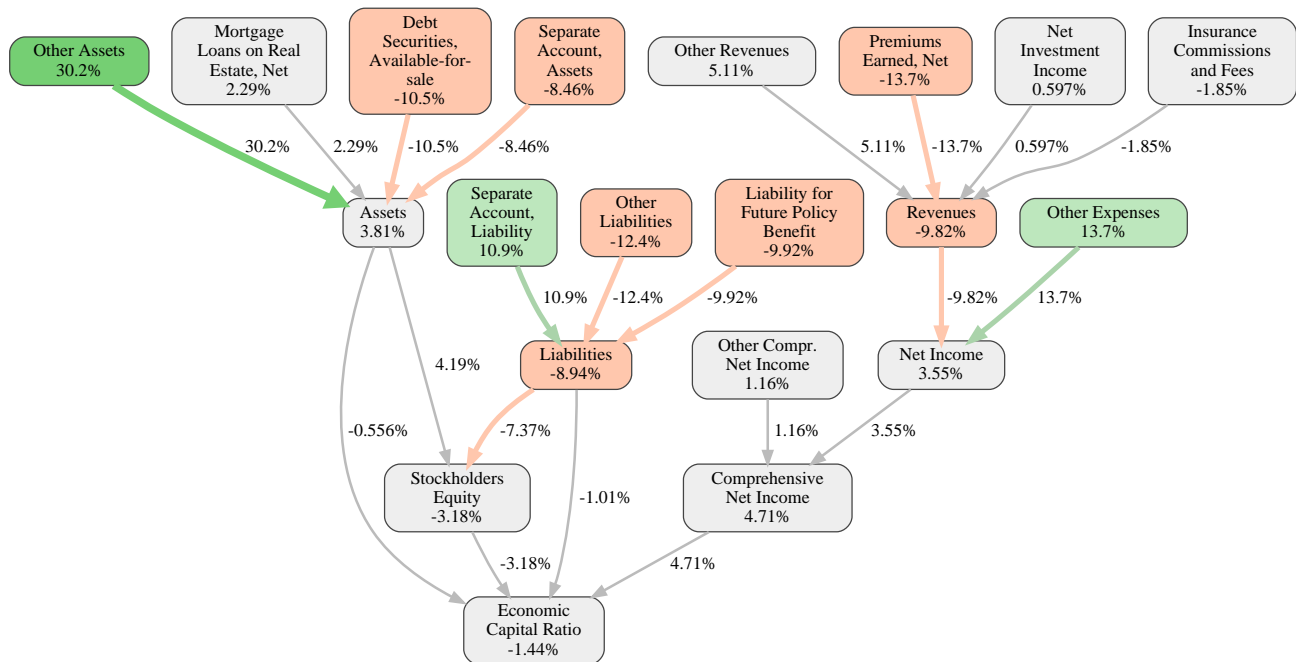 Other Assets
30.2%
Mortgage
Loans on Real
Estate, Net
2.29%
Debt
Securities,
Available-for-
sale
-10.5%
Separate
Account,
Assets
-8.46%
Other Revenues
5.11%
Premiums
Earned, Net
-13.7%
Net
Investment
Income
0.597%
Insurance
Commissions
and Fees
-1.85%
30.2%
2.29%
-10.5%
-8.46%
5.11%
-13.7%
0.597%
-1.85%
Assets
3.81%
Separate
Account,
Liability
10.9%
Other
Liabilities
-12.4%
Liability for
Future Policy
Benefit
-9.92%
Revenues
-9.82%
Other Expenses
13.7%
10.9%
-12.4%
-9.92%
-9.82%
13.7%
4.19%
Liabilities
-8.94%
Other Compr.
Net Income
1.16%
Net Income
3.55%
-0.556%
-7.37%
1.16%
3.55%
Stockholders
Equity
-3.18%
-1.01%
Comprehensive
Net Income
4.71%
-3.18%
4.71%
Economic
Capital Ratio
-1.44%